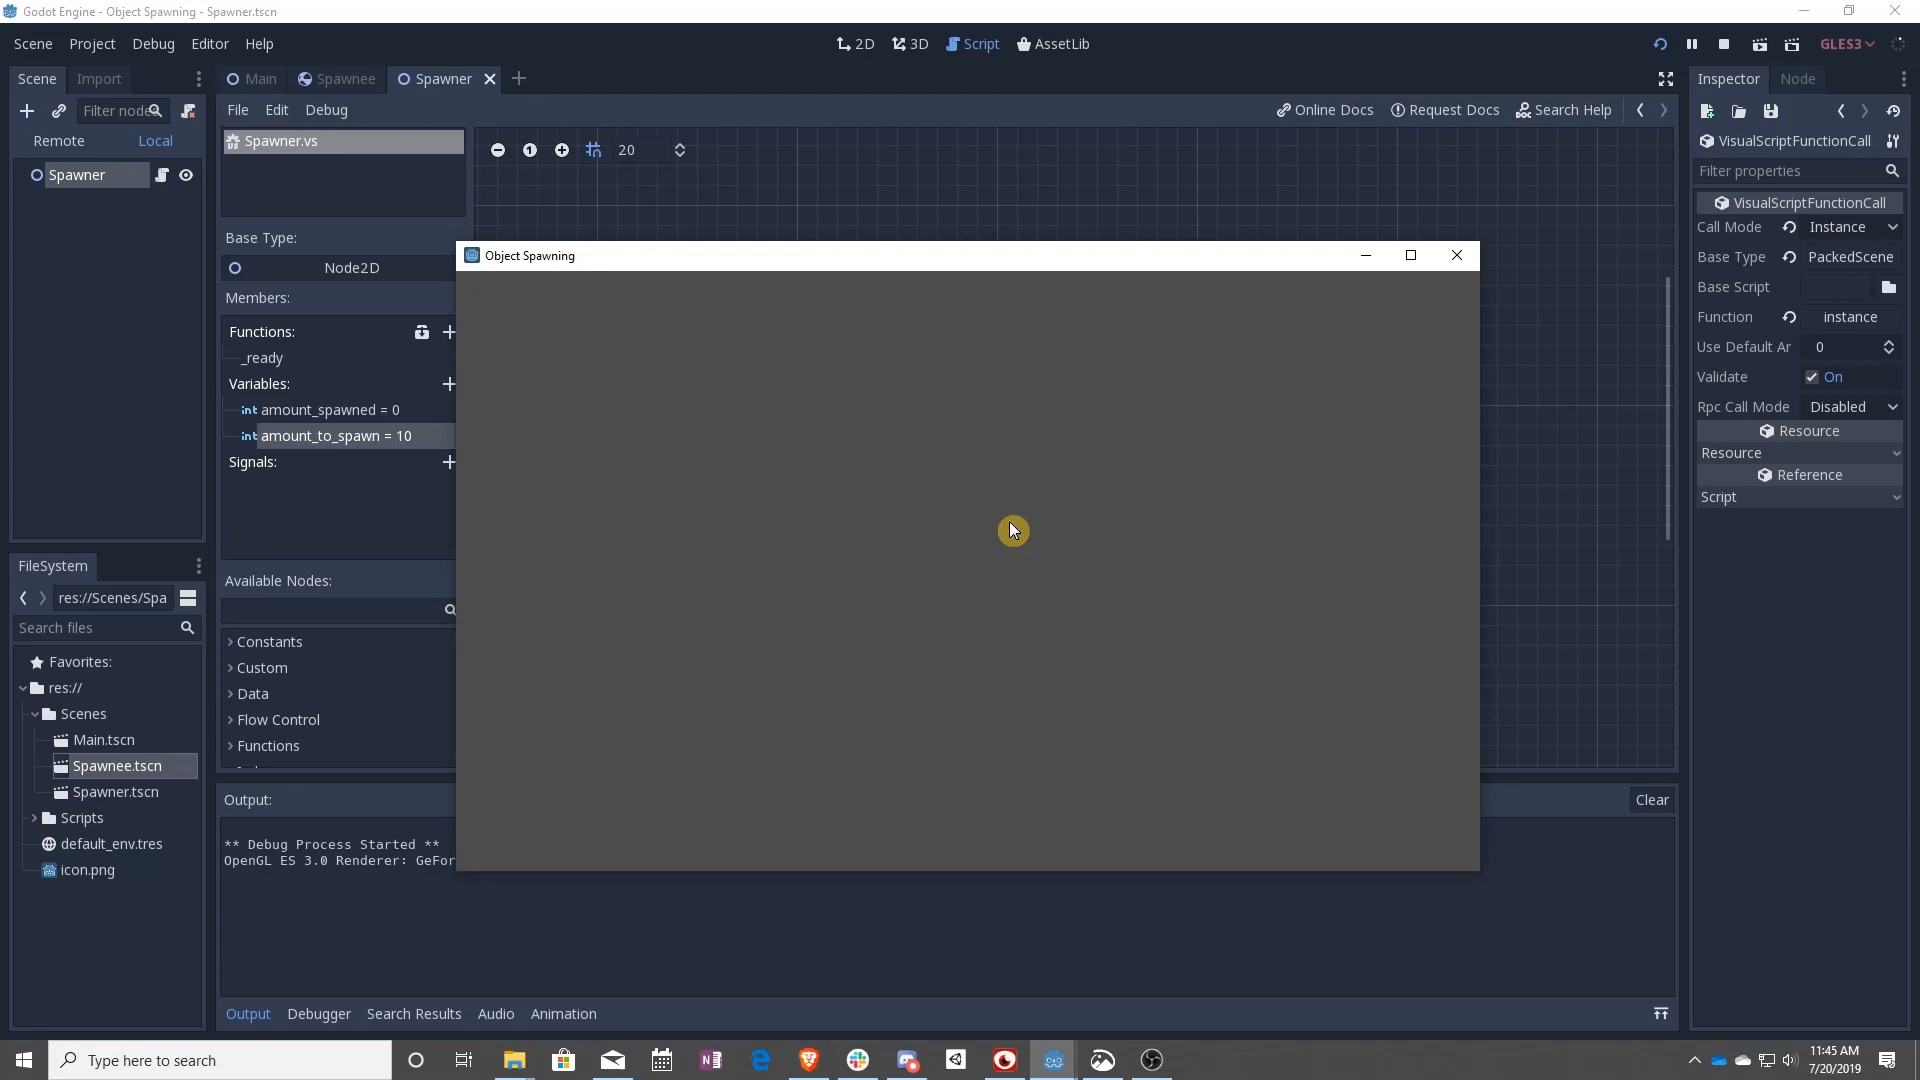 Godot Engine - Object Spawning - Spawner.tscn
Scene Project Debug Editor Help
2D 3D Script AssetLib
GLES3
Scene Import
Main Spawnee Spawner
Inspector Node
Filter nodes
File Edit Debug
Online Docs Request Docs Search Help
Remote Local
Spawner.vs
20
VisualScriptFunctionCall
Spawner
Filter properties
VisualScriptFunctionCall
Call Mode Instance
Base Type PackedScene
Base Script
Function instance
Use Default Ar 0
Validate On
Rpc Call Mode Disabled
Resource
Resource
Reference
Script
Base Type:
Node2D
Members:
Functions:
_ready
Variables:
int amount_spawned = 0
int amount_to_spawn = 10
Signals:
Object Spawning
Available Nodes:
Constants
Custom
Data
Flow Control
Functions
FileSystem
res://Scenes/Spa
Search files
Favorites:
res://
Scenes
Main.tscn
Spawnee.tscn
Spawner.tscn
Scripts
default_env.tres
icon.png
Output:
Clear
** Debug Process Started **
OpenGL ES 3.0 Renderer: GeFor
Output Debugger Search Results Audio Animation
Type here to search
11:45 AM
7/20/2019